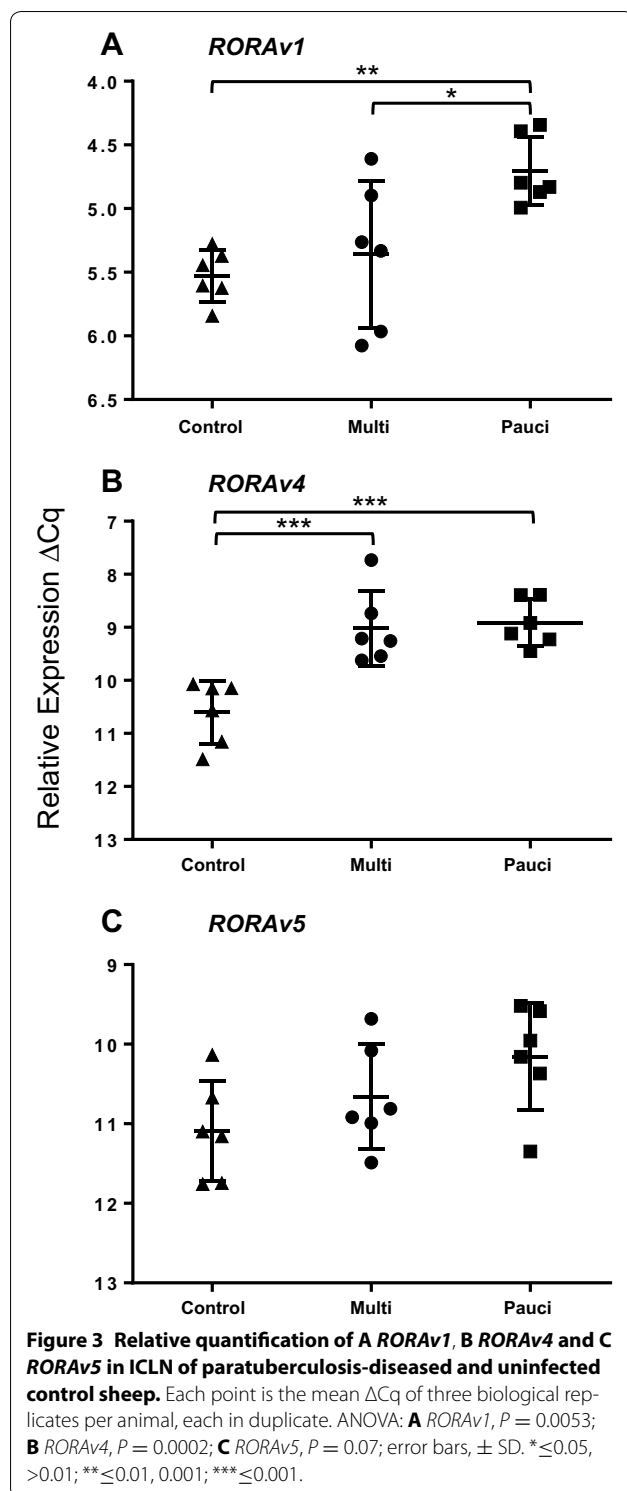 A RORAv1
** 
*
4.0
4.5
5.0
5.5
6.0
6.5
Control Multi Pauci
B RORAv4
***
***
7
8
9
10
11
12
13
Control Multi Pauci
Relative Expression ΔCq
C RORAv5
9
10
11
12
13
Control Multi Pauci
Figure 3 Relative quantification of A RORAv1, B RORAv4 and C
RORAv5 in ICLN of paratuberculosis-diseased and uninfected
control sheep. Each point is the mean ΔCq of three biological rep-
licates per animal, each in duplicate. ANOVA: A RORAv1, P = 0.0053;
B RORAv4, P = 0.0002; C RORAv5, P = 0.07; error bars, ± SD. *≤0.05,
>0.01; **≤0.01, 0.001; ***≤0.001.